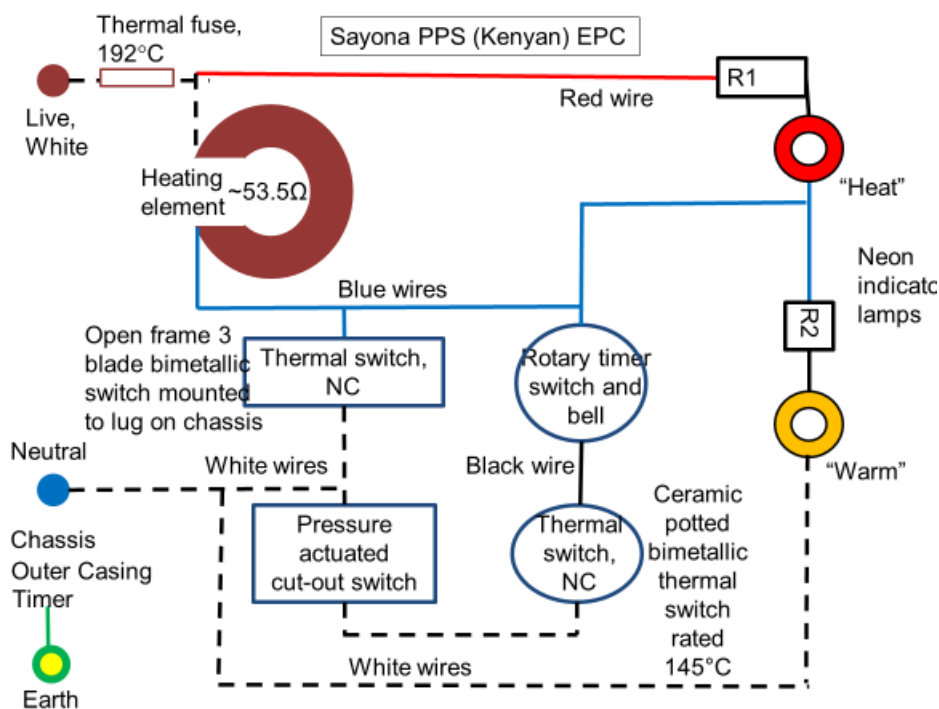 Thermal fuse,
192°C
Sayona PPS (Kenyan) EPC
R1
Live,
White
Red wire
Heating
element
~53.5Ω
"Heat"
Neon
indicato
lamps
Blue wires
R2
Open frame 3
blade bimetallic
switch mounted
to lug on chassis
Thermal switch,
NC
Rotary timer
switch and
bell
Neutral
White wires
Black wire
"Warm"
Chassis
Outer Casing
Timer
Pressure
actuated
cut-out switch
Thermal
switch,
NC
Ceramic
potted
bimetallic
thermal
switch
rated
145°C
White wires
Earth